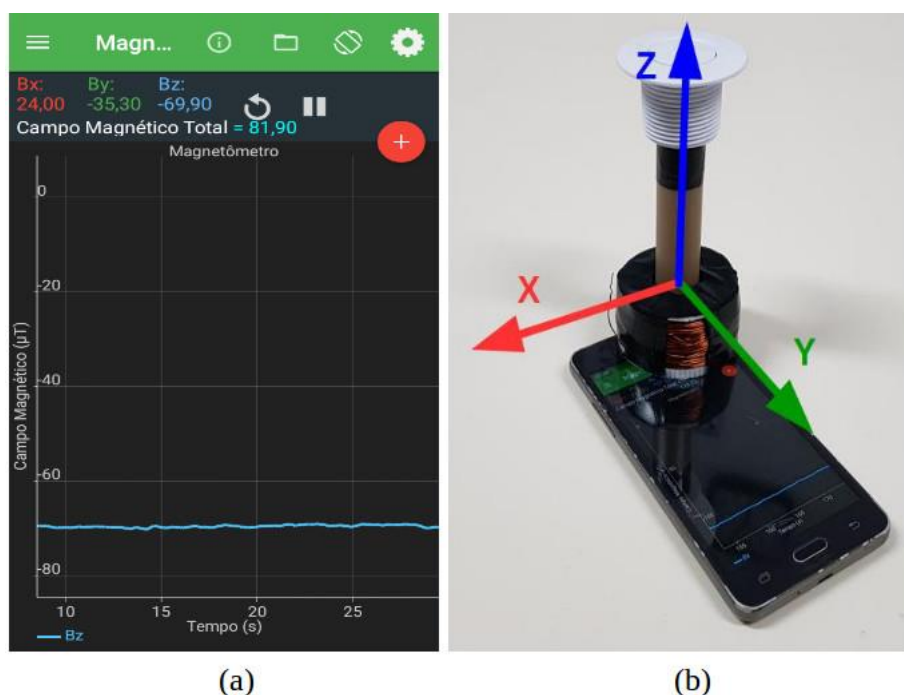 Magn...
Bx: By: Bz:
24,00 -35,30 -69,90
Campo Magnético Total = 81,90
+
Magnetômetro
0
-20
-40
-60
-80
Campo Magnético (µT)
10 15 20 25
Tempo (s)
Bz
Z
X
Y
(a) (b)